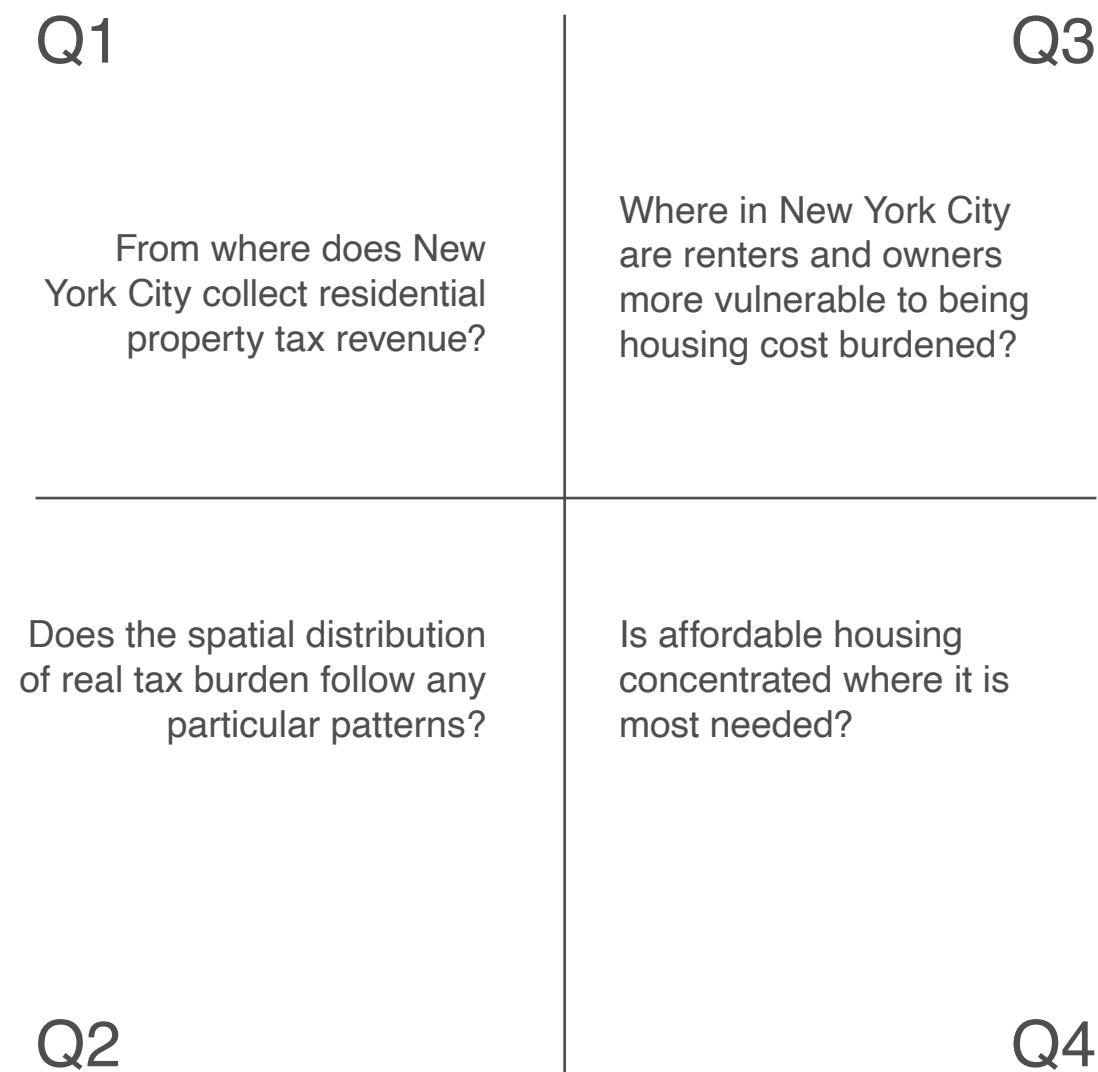 Q1
From where does New
York City collect residential
property tax revenue?
Does the spatial distribution
of real tax burden follow any
particular patterns?
Q2
Q3
Where in New York City
are renters and owners
more vulnerable to being
housing cost burdened?
Is affordable housing
concentrated where it is
most needed?
Q4